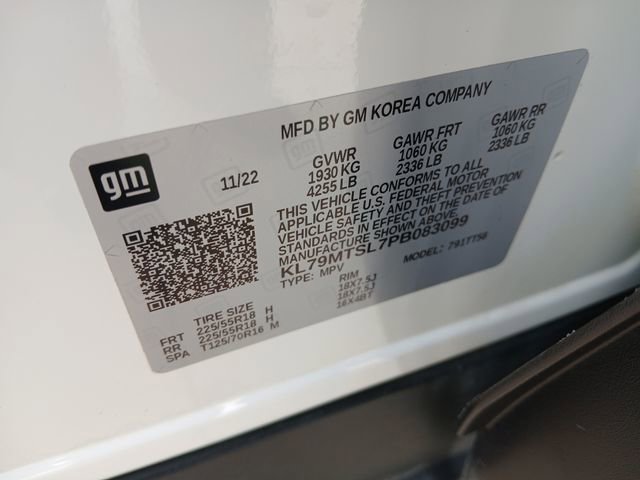 MFD BY GM KOREA COMPANY
gm
11/22
GVWR GAWR FRT GAWR RR
1930 KG 1060 KG 1060 KG
4255 LB 2336 LB 2336 LB
THIS VEHICLE CONFORMS TO ALL
APPLICABLE U.S. FEDERAL MOTOR
VEHICLE SAFETY AND THEFT PREVENTION
STANDARDS IN EFFECT ON THE DATE OF
MANUFACTURE SHOWN ABOVE.
KL79MTSL7PB083099
TYPE: MPV MODEL: 791TTS6
TIRE SIZE RIM
FRT 225/55R18 H 18X7.5J
RR 225/55R18 H 18X7.5J
SPA T125/70R16 M 16X4BT